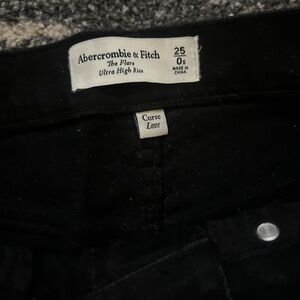 Abercrombie & Fitch
The Flare
Ultra High Rise
25
0s
MADE IN
CHINA
Curve
Love